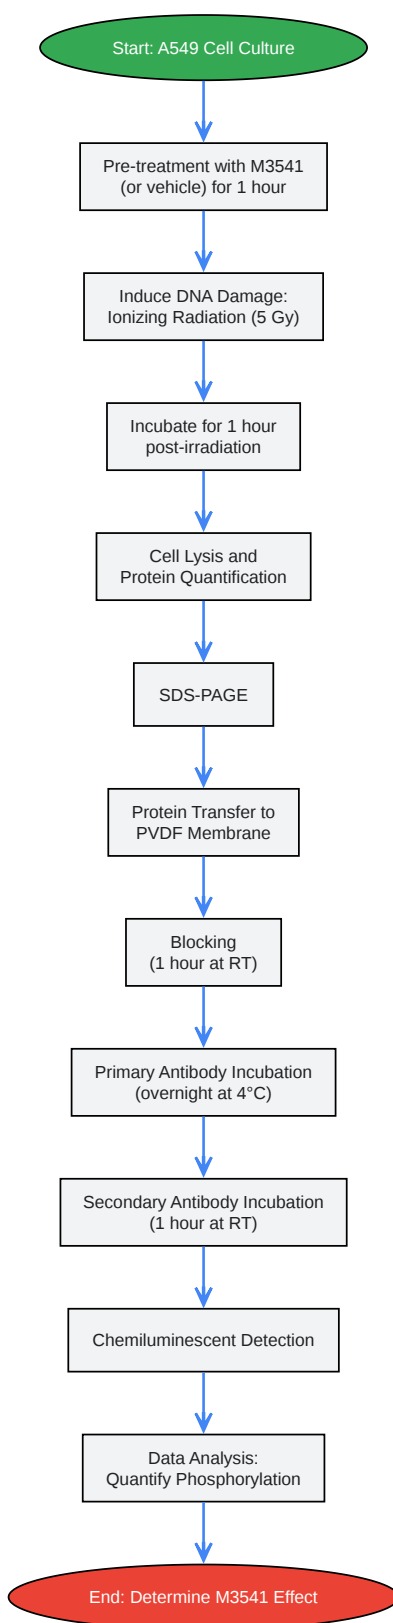 Start: A549 Cell Culture
Pre-treatment with M3541
(or vehicle) for 1 hour
Induce DNA Damage:
Ionizing Radiation (5 Gy)
Incubate for 1 hour
post-irradiation
Cell Lysis and
Protein Quantification
SDS-PAGE
Protein Transfer to
PVDF Membrane
Blocking
(1 hour at RT)
Primary Antibody Incubation
(overnight at 4°C)
Secondary Antibody Incubation
(1 hour at RT)
Chemiluminescent Detection
Data Analysis:
Quantify Phosphorylation
End: Determine M3541 Effect